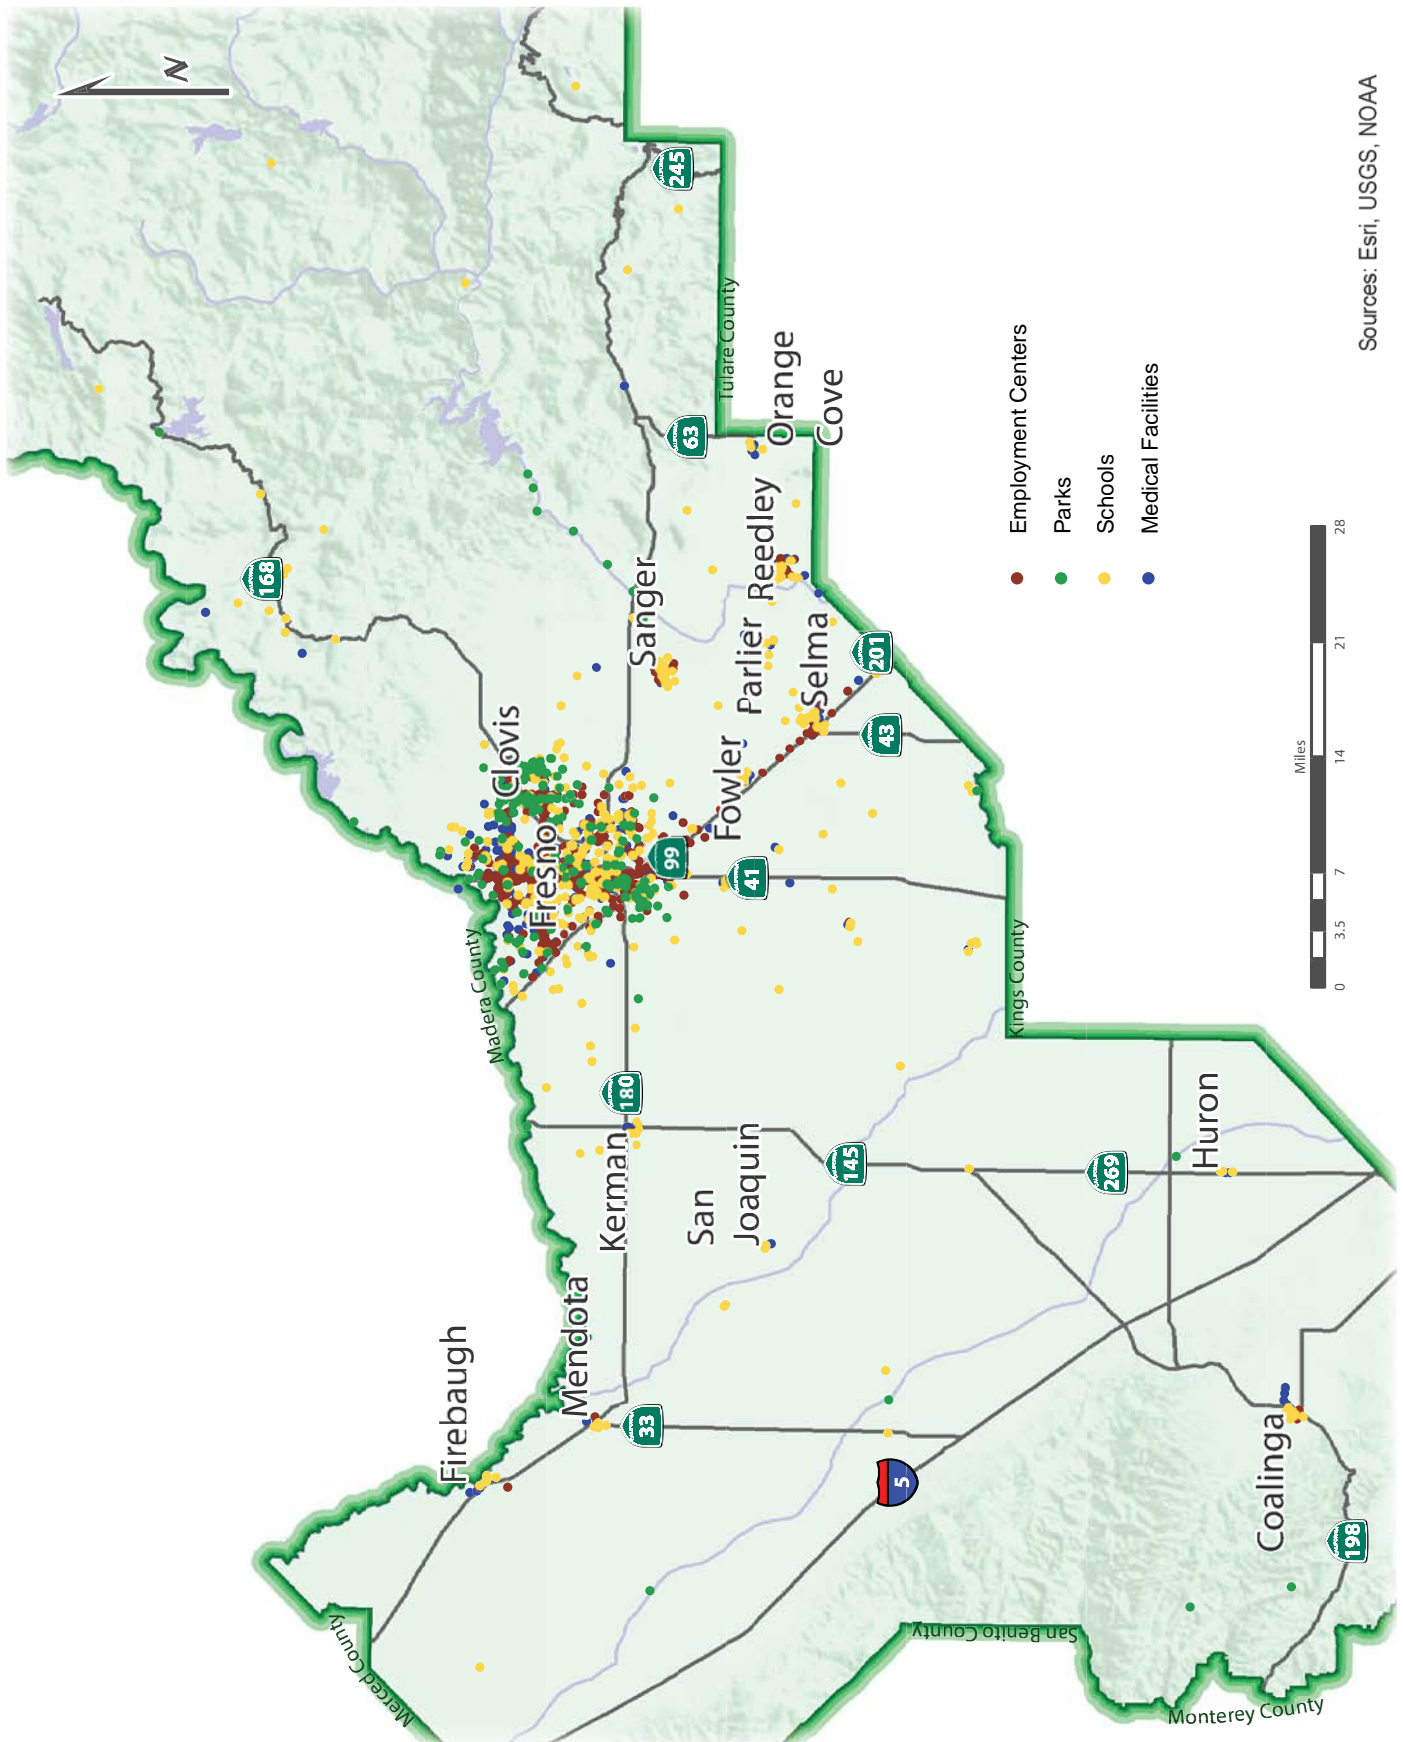 N
245
Tulare County
63
Orange
Cove
168
Sanger
Reedley
Parlier
Selma
201
43
Clovis
Fresno
Fowler
99
41
Madera County
Kings County
180
Kerman
San
Joaquin
145
269
Huron
Mendota
Firebaugh
33
5
Coalinga
198
Merced County
San Benito County
Monterey County
Employment Centers
Parks
Schools
Medical Facilities
Miles
0 3.5 7 14 21 28
Sources: Esri, USGS, NOAA